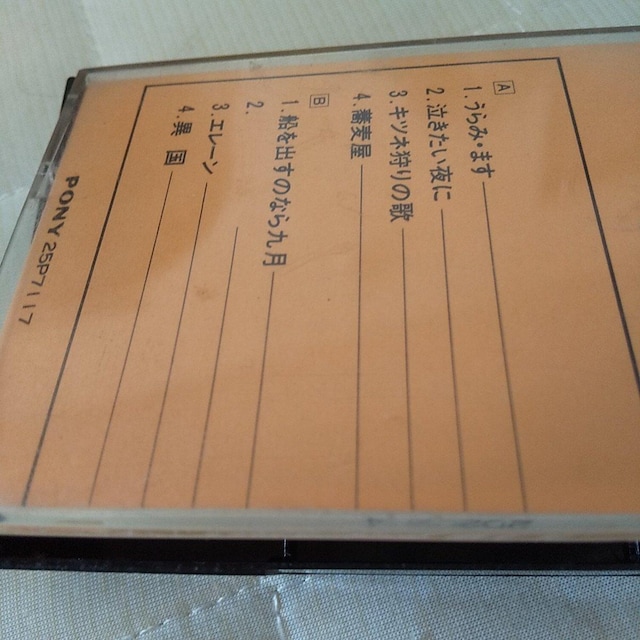 A
1. うらみ・ます
2. 泣きたい夜に
3. キツネ狩りの歌
4. 蕎麦屋
B
1. 船を出すのなら九月
2.
3. エレーン
4. 異国
PONY 25P7117